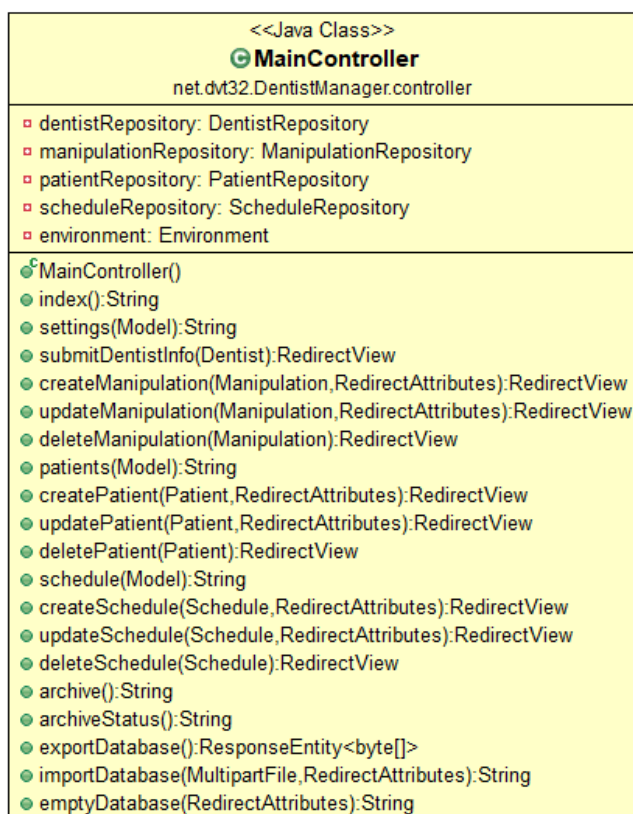 <<Java Class>>
MainController
net.dvt32.DentistManager.controller
dentistRepository: DentistRepository
manipulationRepository: ManipulationRepository
patientRepository: PatientRepository
scheduleRepository: ScheduleRepository
environment: Environment
MainController()
index():String
settings(Model):String
submitDentistInfo(Dentist):RedirectView
createManipulation(Manipulation,RedirectAttributes):RedirectView
updateManipulation(Manipulation,RedirectAttributes):RedirectView
deleteManipulation(Manipulation):RedirectView
patients(Model):String
createPatient(Patient,RedirectAttributes):RedirectView
updatePatient(Patient,RedirectAttributes):RedirectView
deletePatient(Patient):RedirectView
schedule(Model):String
createSchedule(Schedule,RedirectAttributes):RedirectView
updateSchedule(Schedule,RedirectAttributes):RedirectView
deleteSchedule(Schedule):RedirectView
archive():String
archiveStatus():String
exportDatabase():ResponseEntity<byte[]>
importDatabase(MultipartFile,RedirectAttributes):String
emptyDatabase(RedirectAttributes):String